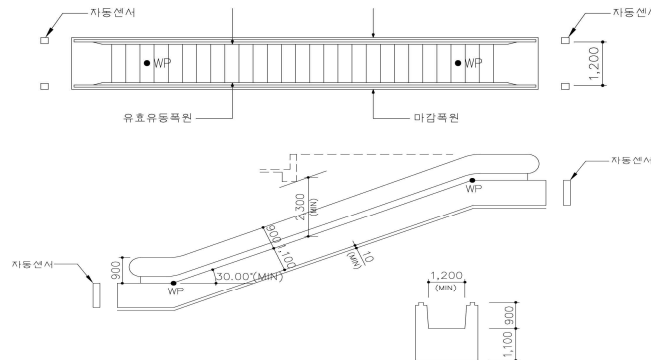 자동센서
자동센서
WP
WP
1,200
유효유동폭원
마감폭원
자동센서
WP
2,300
(MIN)
900
1,100
10
(MIN)
자동센서
900
30.00°(MIN)
WP
1,200
(MIN)
900
1,100